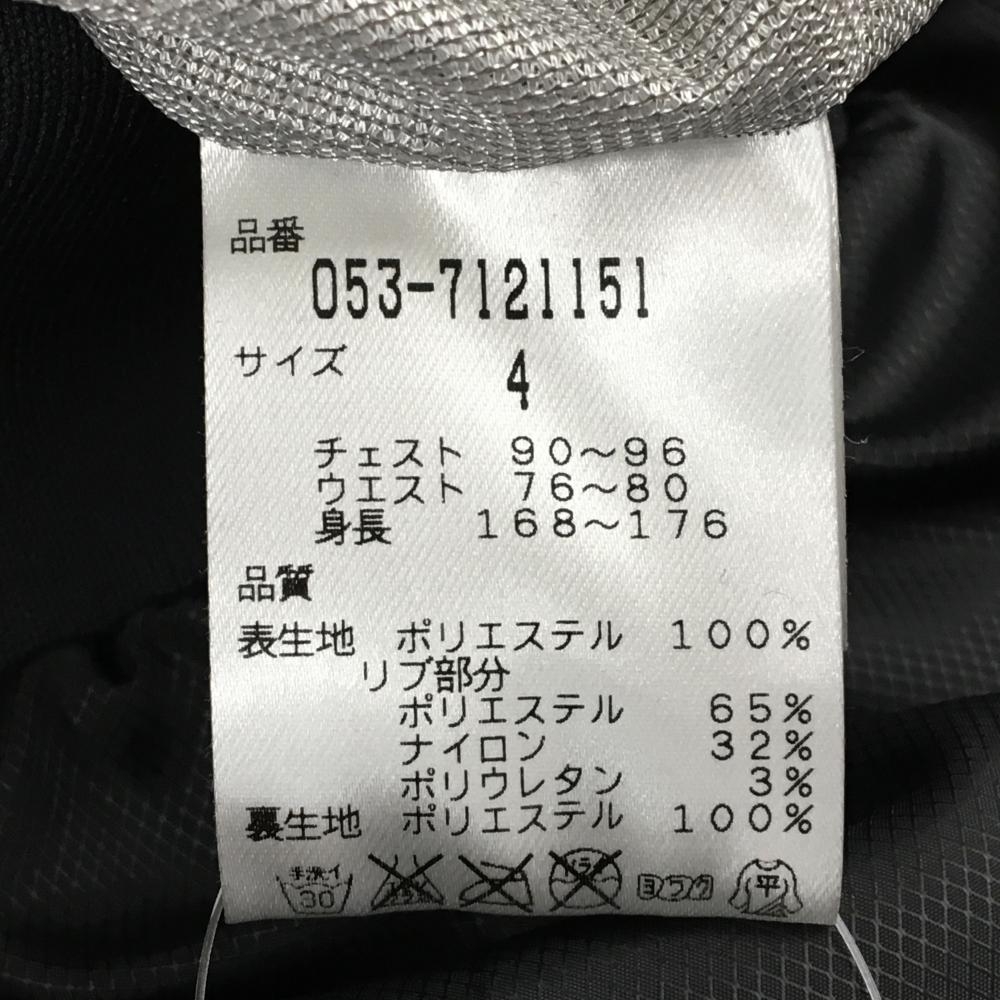 品番
053-7121151
サイズ 4
チェスト 90～96
ウエスト 76～80
身長 168～176
品質
表生地 ポリエステル 100%
リブ部分
ポリエステル 65%
ナイロン 32%
ポリウレタン 3%
裏生地 ポリエステル 100%
手洗イ 30 ヨワク 平